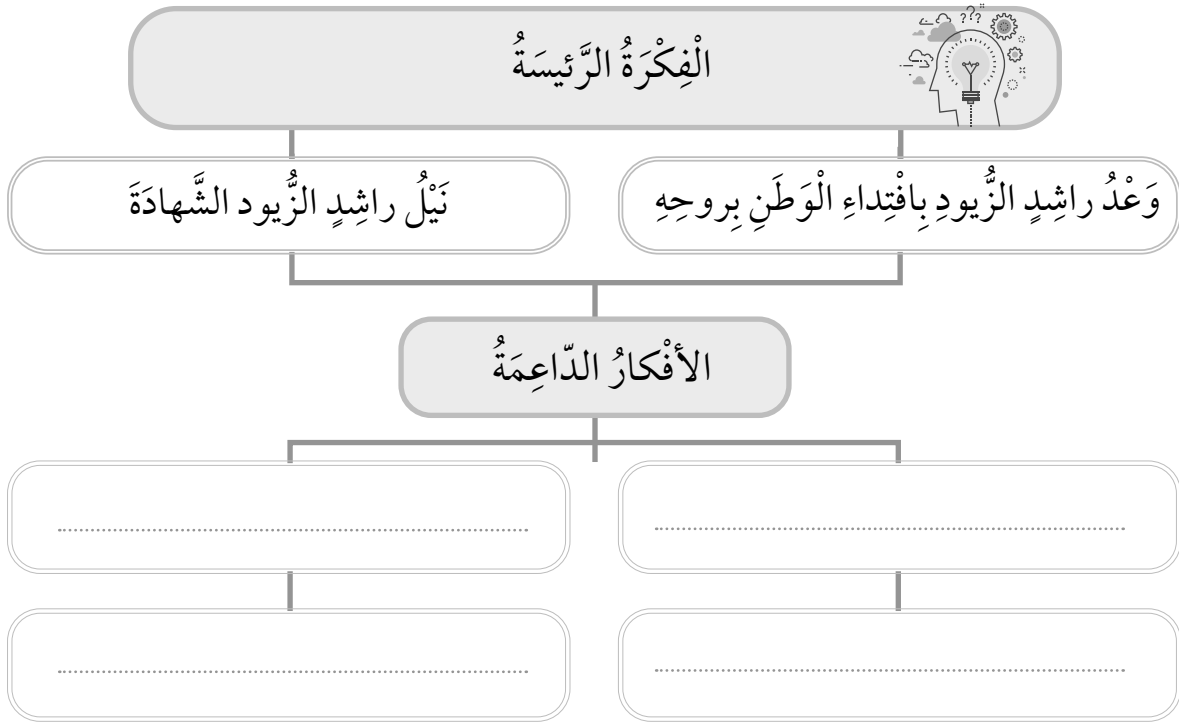 الْفِكْرَةُ الرَّئيسَةُ
وَعْدُ راشِدٍ الزُّيودِ بِافْتِداءِ الْوَطَنِ بِروحِهِ
نَيْلُ راشِدٍ الزُّيود الشَّهادَةَ
الأفْكارُ الدّاعِمَةُ